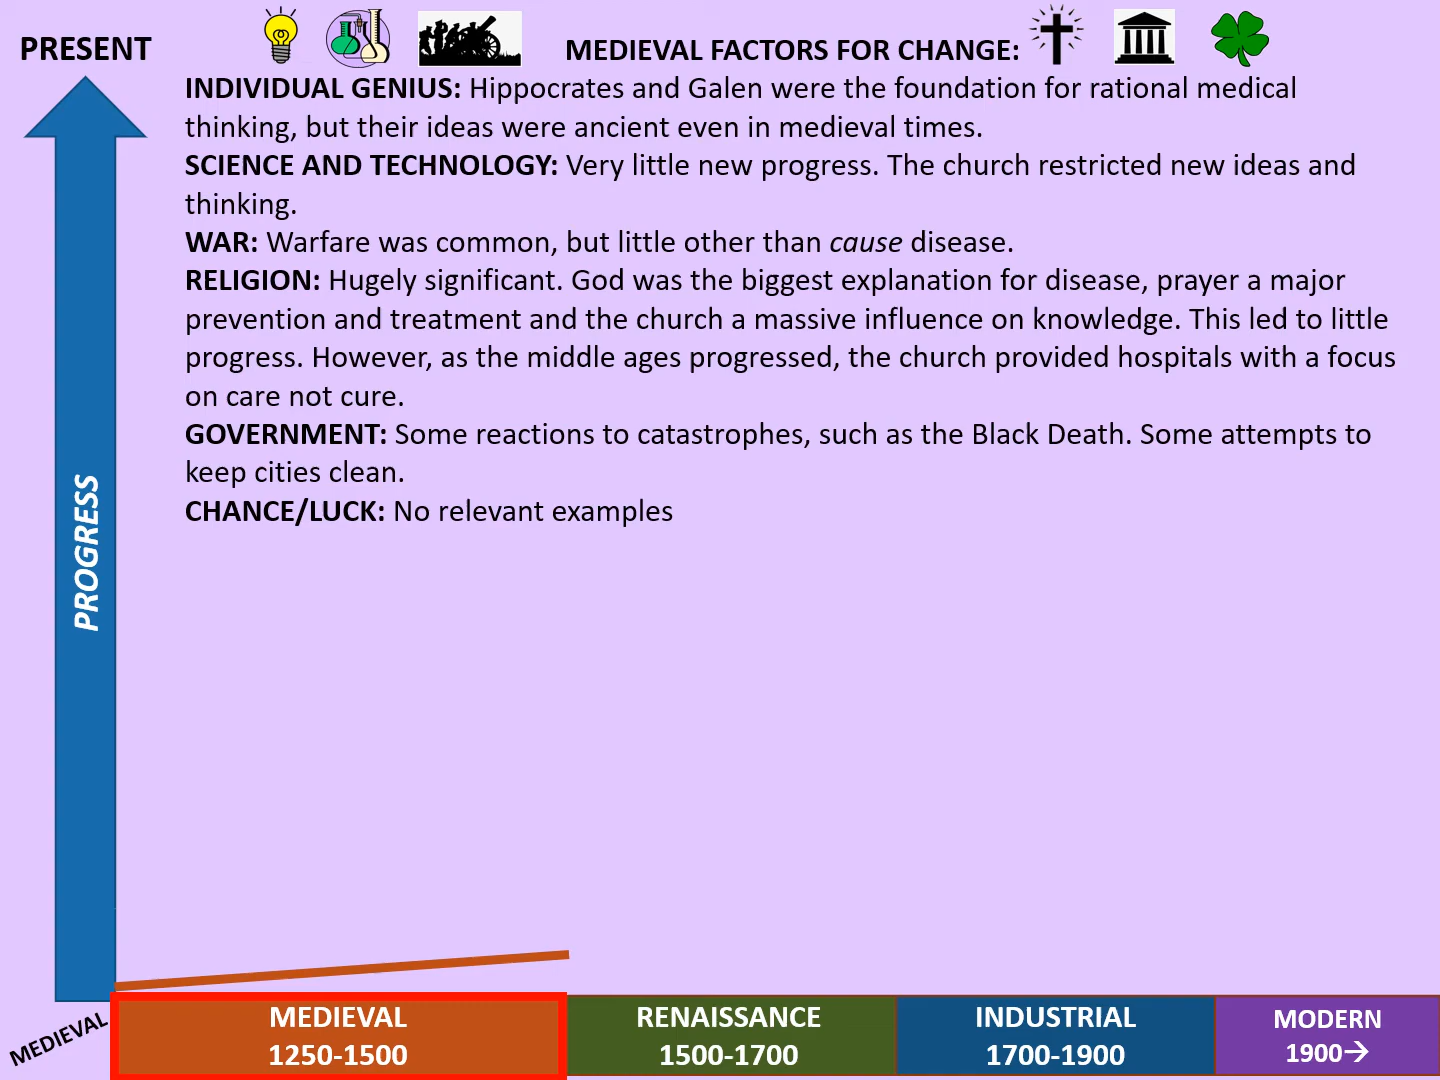 PRESENT
MEDIEVAL FACTORS FOR CHANGE:
INDIVIDUAL GENIUS: Hippocrates and Galen were the foundation for rational medical
thinking, but their ideas were ancient even in medieval times.
SCIENCE AND TECHNOLOGY: Very little new progress. The church restricted new ideas and
thinking.
WAR: Warfare was common, but little other than cause disease.
RELIGION: Hugely significant. God was the biggest explanation for disease, prayer a major
prevention and treatment and the church a massive influence on knowledge. This led to little
progress. However, as the middle ages progressed, the church provided hospitals with a focus
on care not cure.
GOVERNMENT: Some reactions to catastrophes, such as the Black Death. Some attempts to
keep cities clean.
CHANCE/LUCK: No relevant examples
PROGRESS
MEDIEVAL
MEDIEVAL
1250-1500
RENAISSANCE
1500-1700
INDUSTRIAL
1700-1900
MODERN
1900→